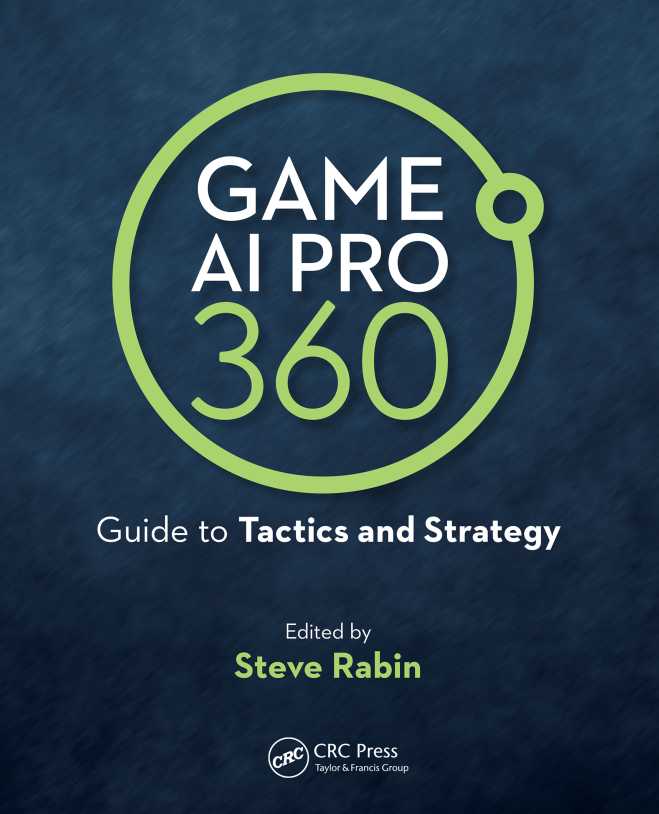 GAME
AI PRO
360
Guide to Tactics and Strategy
Edited by
Steve Rabin
CRC
CRC Press
Taylor & Francis Group